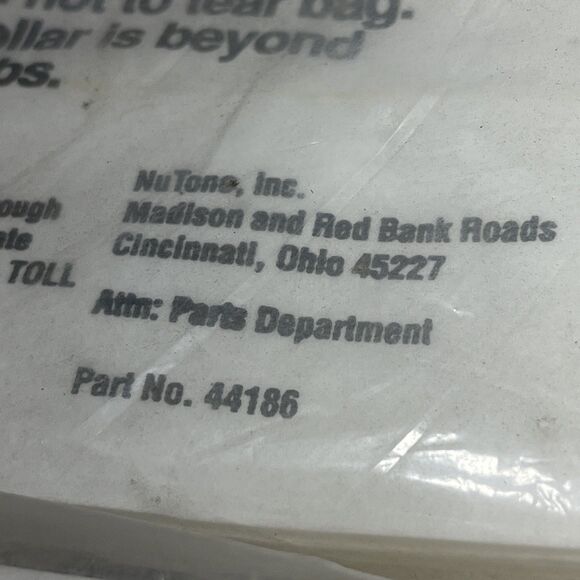 not to tear bag.
ollar is beyond
bs.
NuTone, Inc.
ough
Madison and Red Bank Roads
ate
Cincinnati, Ohio 45227
TOLL
Attn: Parts Department
Part No. 44186